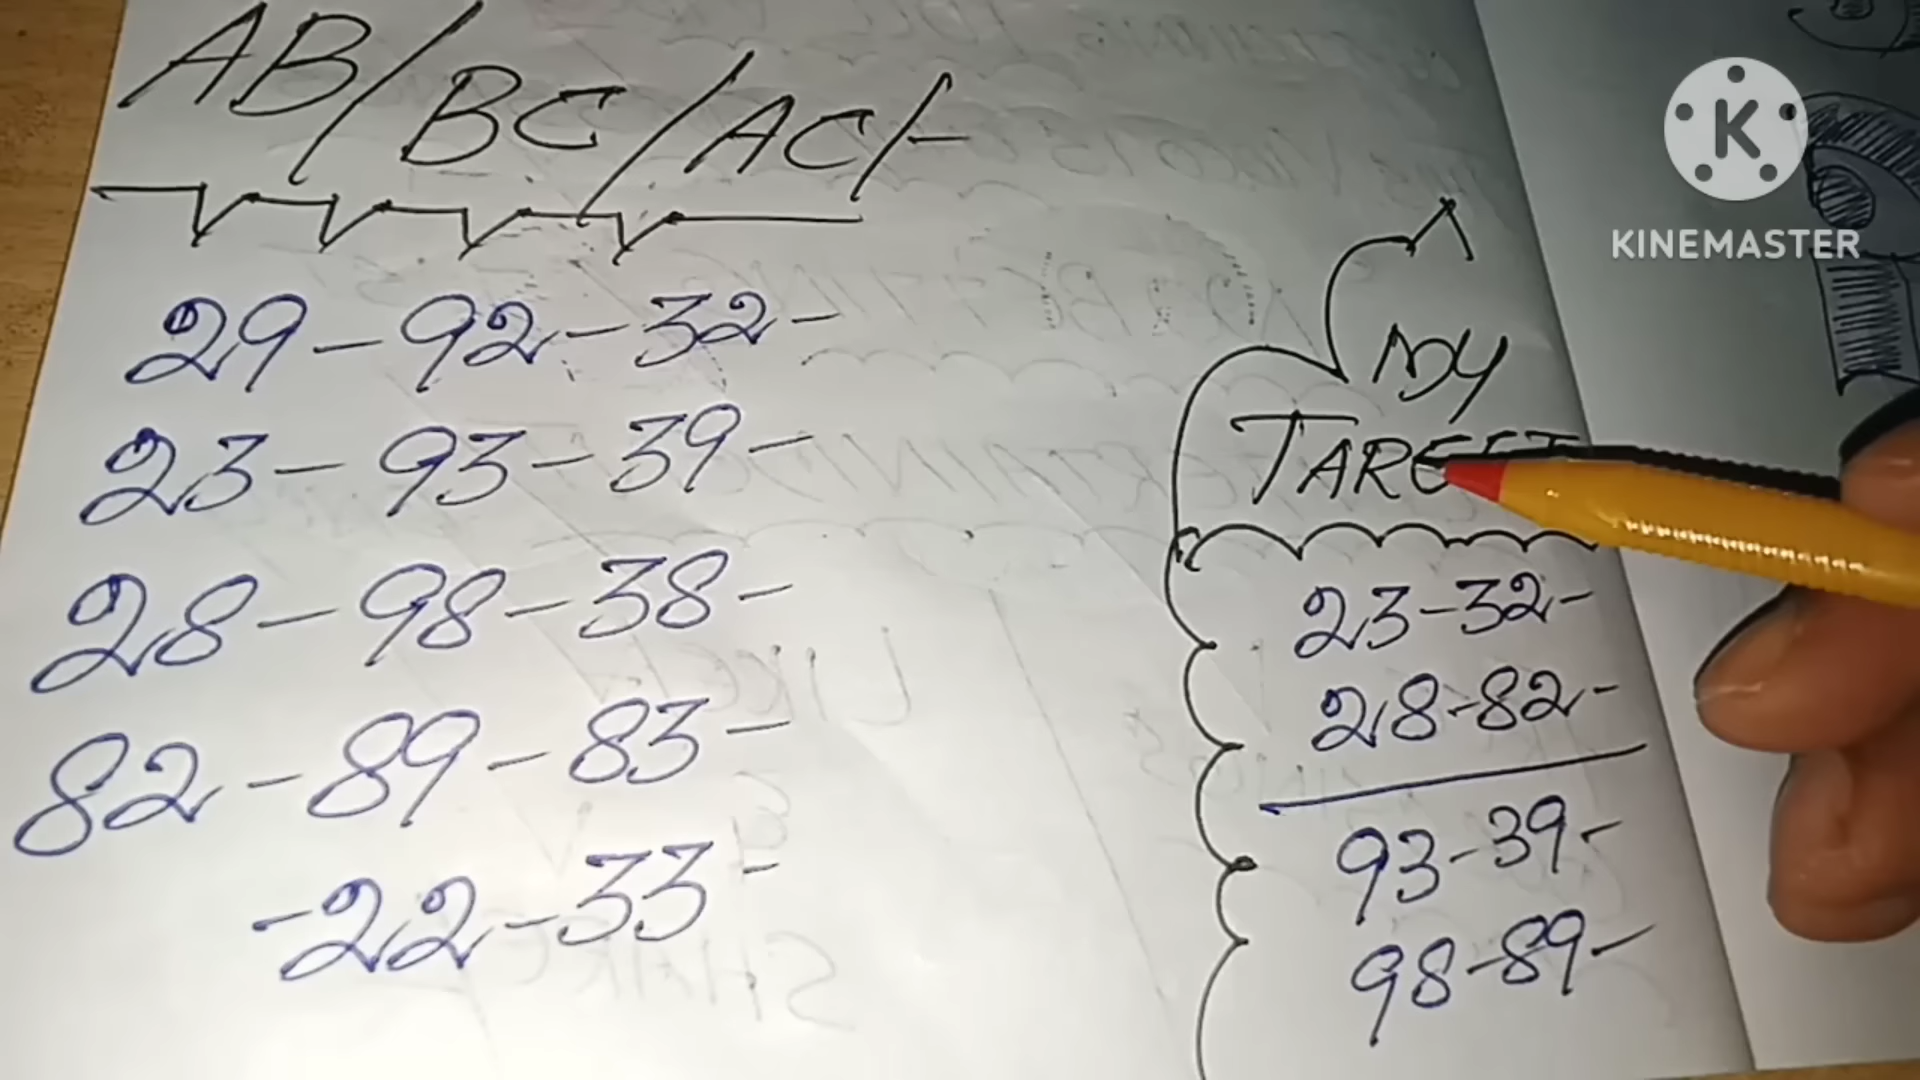 AB/BC/AC/-
29-92-32-
23-93-39-
28-98-38-
82-89-83-
-22-33-
MY
TARGET
23-32-
28-82-
93-39-
98-89-
KINEMASTER